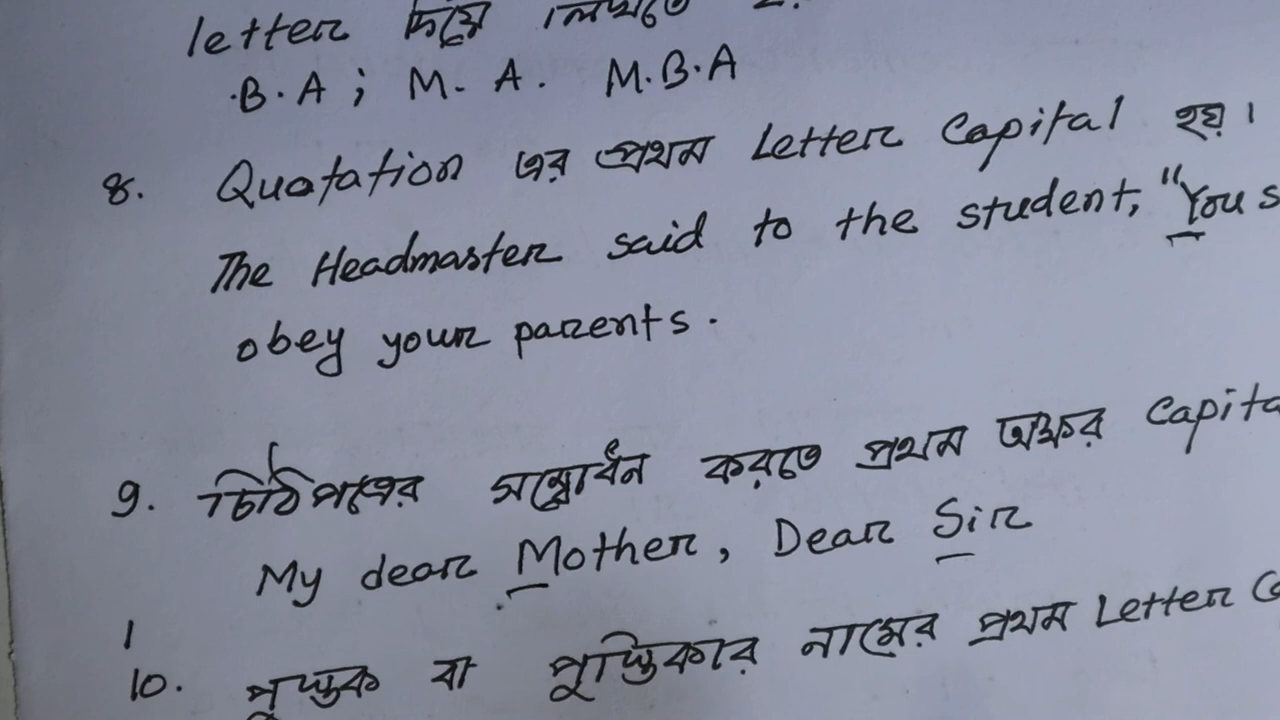 letter দিয়ে লিখতে
B.A; M.A. M.B.A
8. Quotation এর প্রথম Letter Capital হয়।
The Headmaster said to the student, "You s
obey your parents.
9. চিঠিপত্রের সম্বোর্ধন করতে প্রথম অক্ষর Capita
My dear Mother, Dear Sir
1
10. পুস্তক বা পুস্তিকার নামের প্রথম Letter C